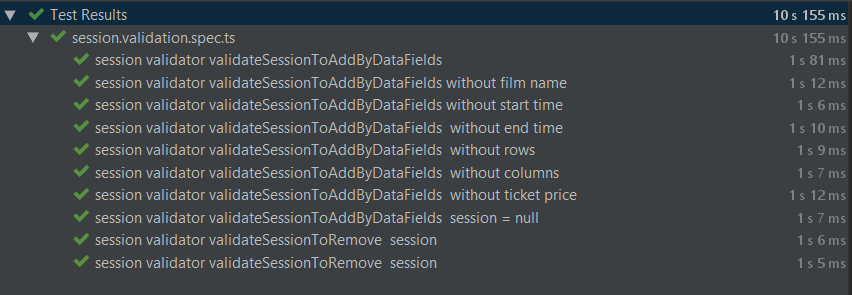 Test Results 10 s 155 ms
session.validation.spec.ts 10 s 155 ms
session validator validateSessionToAddByDataFields 1 s 81 ms
session validator validateSessionToAddByDataFields without film name 1 s 12 ms
session validator validateSessionToAddByDataFields without start time 1 s 6 ms
session validator validateSessionToAddByDataFields  without end time 1 s 10 ms
session validator validateSessionToAddByDataFields  without rows 1 s 9 ms
session validator validateSessionToAddByDataFields  without columns 1 s 7 ms
session validator validateSessionToAddByDataFields  without ticket price 1 s 12 ms
session validator validateSessionToAddByDataFields  session = null 1 s 7 ms
session validator validateSessionToRemove  session 1 s 6 ms
session validator validateSessionToRemove  session 1 s 5 ms